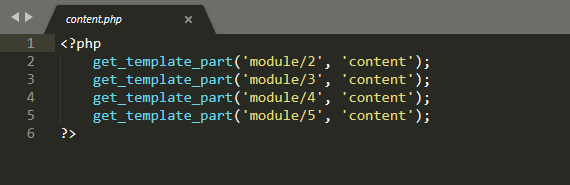 content.php ×
1 <?php
2 get_template_part('module/2', 'content');
3 get_template_part('module/3', 'content');
4 get_template_part('module/4', 'content');
5 get_template_part('module/5', 'content');
6 ?>